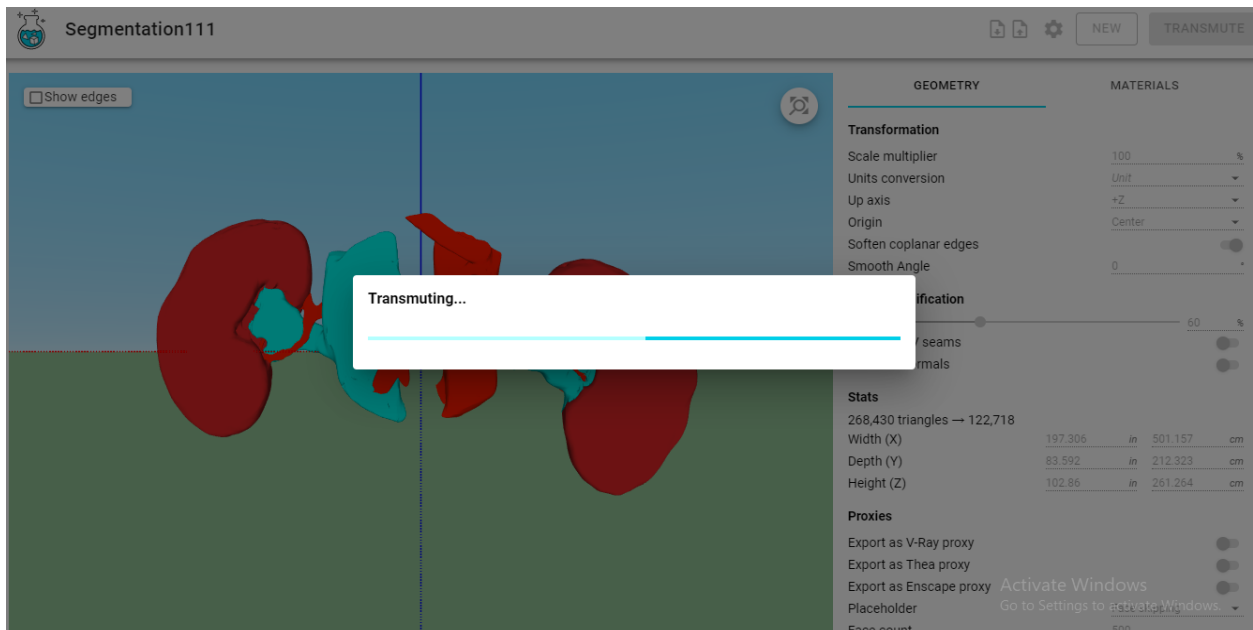 Segmentation111
NEW
TRANSMUTE
Show edges
GEOMETRY
MATERIALS
Transformation
Scale multiplier 100 %
Units conversion Unit
Up axis +Z
Origin Center
Soften coplanar edges
Smooth Angle 0 °
Transmuting...
ification
60 %
seams
rmals
Stats
268,430 triangles → 122,718
Width (X) 197.306 in 501.157 cm
Depth (Y) 83.592 in 212.323 cm
Height (Z) 102.86 in 261.264 cm
Proxies
Export as V-Ray proxy
Export as Thea proxy
Export as Enscape proxy
Activate Windows
Go to Settings to activate Windows.
Placeholder
Face count 500